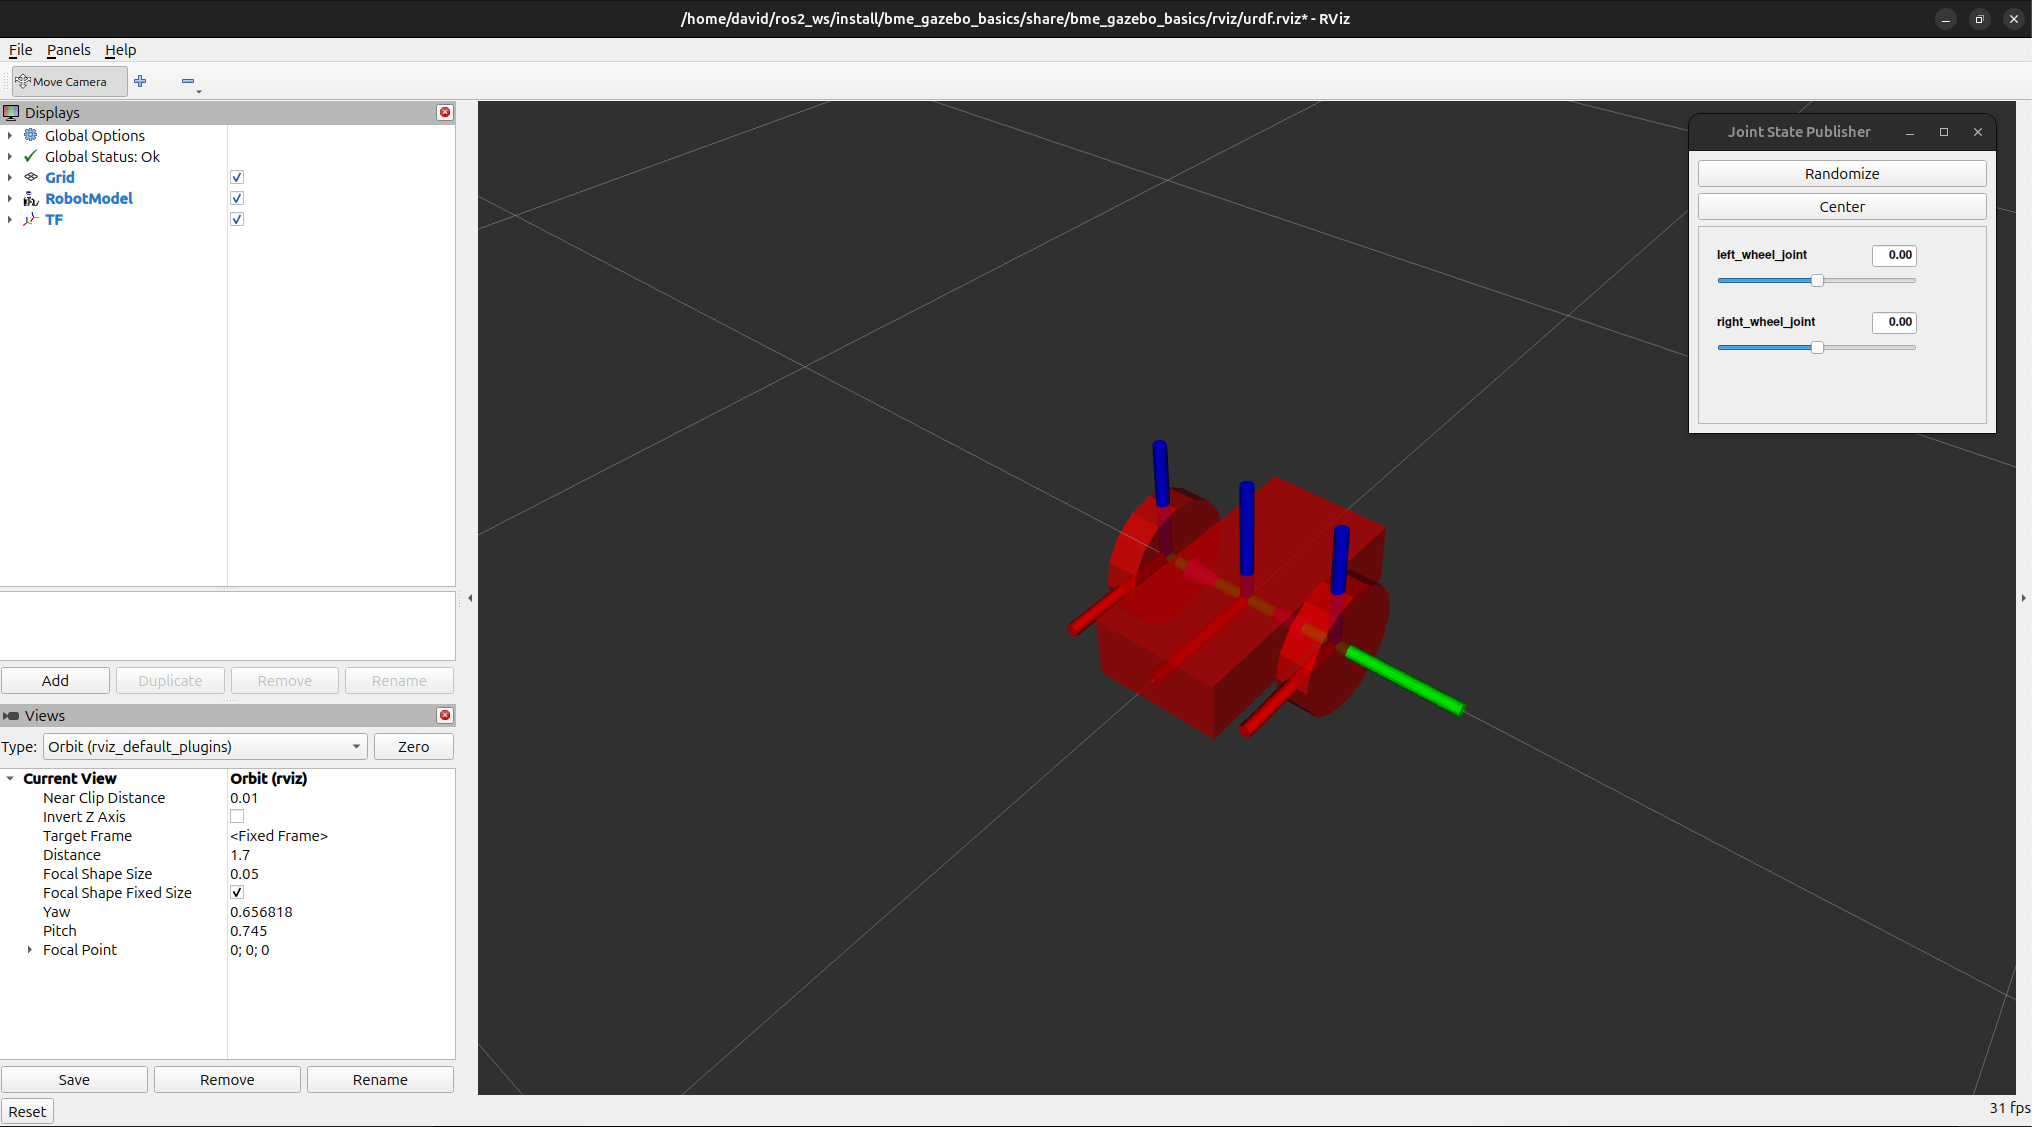 /home/david/ros2_ws/install/bme_gazebo_basics/share/bme_gazebo_basics/rviz/urdf.rviz* - RViz
File Panels Help
Move Camera
Displays
Global Options
Global Status: Ok
Grid
RobotModel
TF
Add Duplicate Remove Rename
Views
Type: Orbit (rviz_default_plugins) Zero
Current View Orbit (rviz)
Near Clip Distance 0.01
Invert Z Axis
Target Frame <Fixed Frame>
Distance 1.7
Focal Shape Size 0.05
Focal Shape Fixed Size
Yaw 0.656818
Pitch 0.745
Focal Point 0; 0; 0
Save Remove Rename
Reset
Joint State Publisher
Randomize
Center
left_wheel_joint 0.00
right_wheel_joint 0.00
31 fps